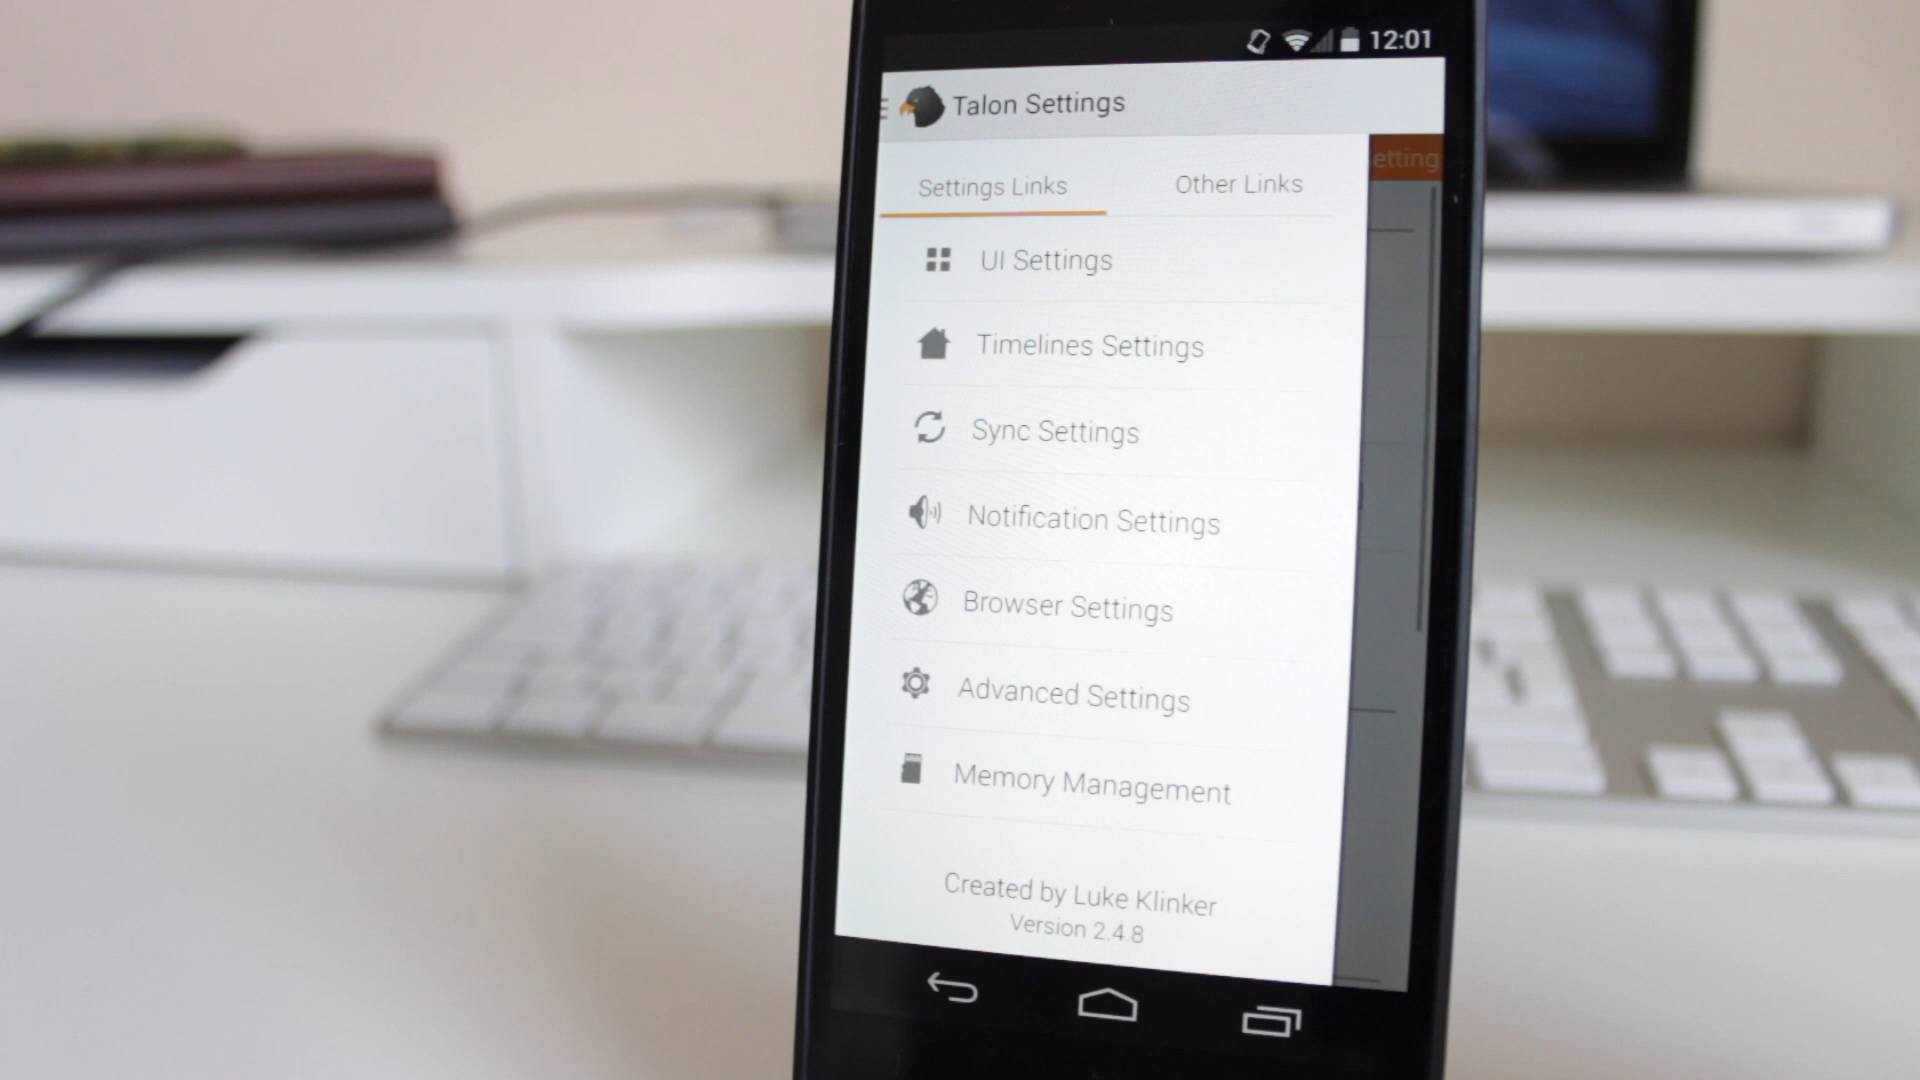 12:01
Talon Settings
etting
Settings Links
Other Links
UI Settings
Timelines Settings
Sync Settings
Notification Settings
Browser Settings
Advanced Settings
Memory Management
Created by Luke Klinker
Version 2.4.8